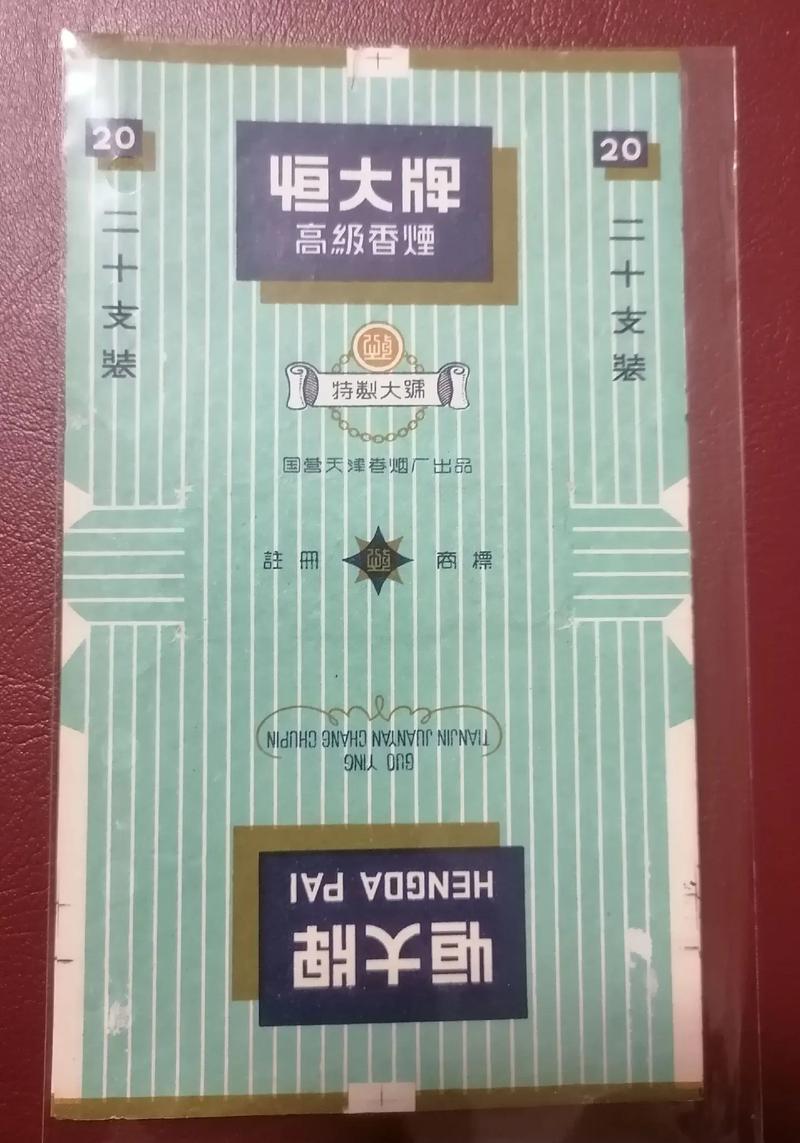 20
二十支装
恒大牌
高級香煙
20
二十支装
特製大號
国营天津卷烟厂出品
註冊 商標
GUO YING
TIANJIN JUANYAN CHANG CHUPIN
恒大牌
HENGDA PAI